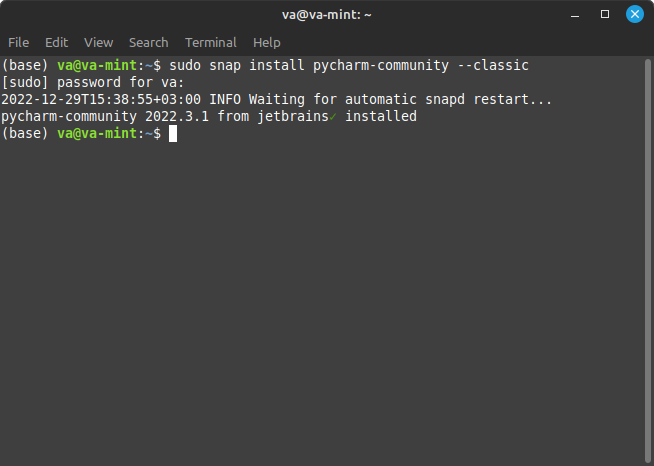 va@va-mint: ~
File Edit View Search Terminal Help
(base) va@va-mint:~$ sudo snap install pycharm-community --classic
[sudo] password for va:
2022-12-29T15:38:55+03:00 INFO Waiting for automatic snapd restart...
pycharm-community 2022.3.1 from jetbrains✓ installed
(base) va@va-mint:~$